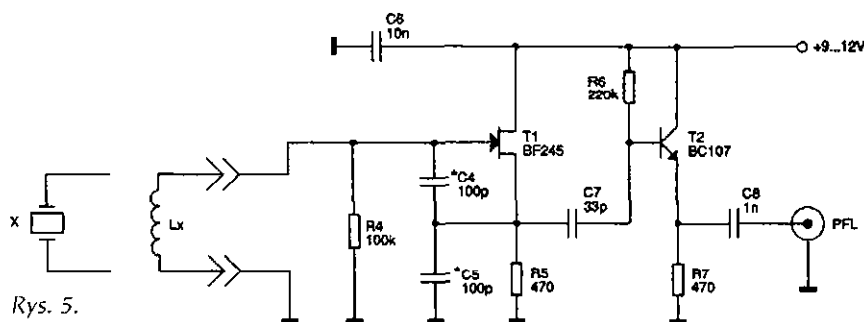 C6
10n
+9...12V
R6
220k
T1
BF245
T2
BC107
*C4
100p
C7
33p
C8
1n
PFL
X
Lx
R4
100k
*C5
100p
R5
470
R7
470
Rys. 5.